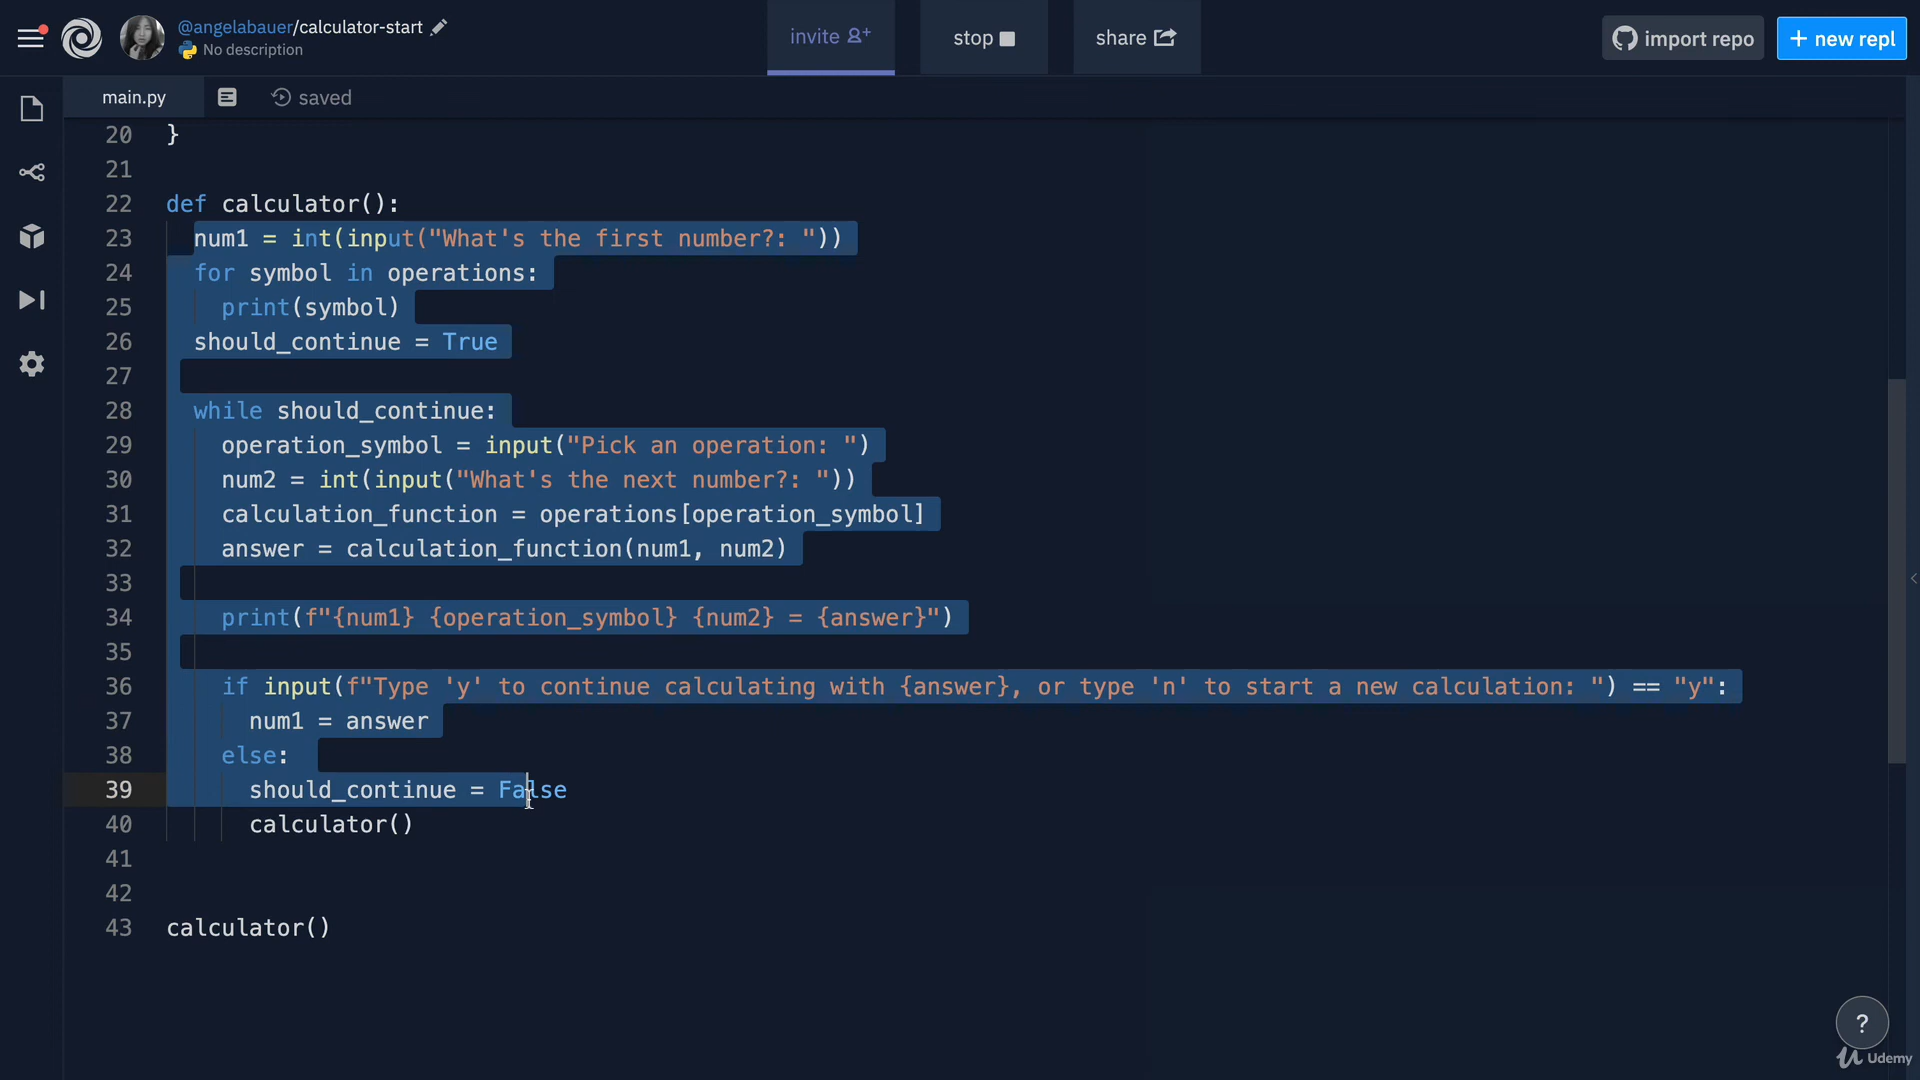 @angelabauer/calculator-start
No description
invite
stop
share
import repo
+ new repl
main.py
saved
20 }
21
22 def calculator():
23 num1 = int(input("What's the first number?: "))
24 for symbol in operations:
25 print(symbol)
26 should_continue = True
27
28 while should_continue:
29 operation_symbol = input("Pick an operation: ")
30 num2 = int(input("What's the next number?: "))
31 calculation_function = operations[operation_symbol]
32 answer = calculation_function(num1, num2)
33
34 print(f"{num1} {operation_symbol} {num2} = {answer}")
35
36 if input(f"Type 'y' to continue calculating with {answer}, or type 'n' to start a new calculation: ") == "y":
37 num1 = answer
38 else:
39 should_continue = False
40 calculator()
41
42
43 calculator()
?
Udemy